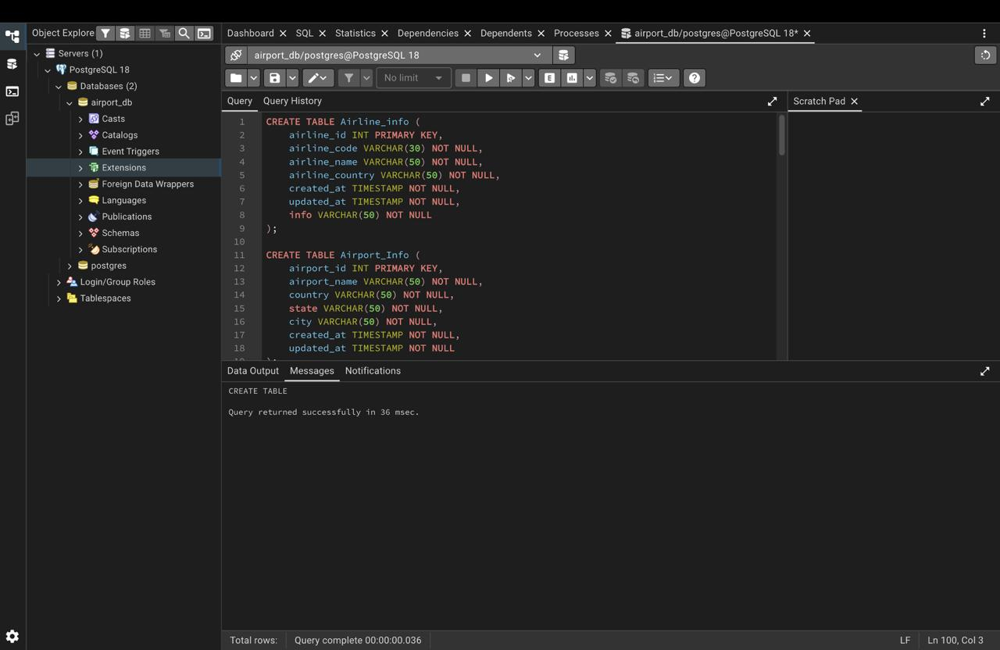 Object Explore
Dashboard
SQL
Statistics
Dependencies
Dependents
Processes
airport_db/postgres@PostgreSQL 18*
Servers (1)
PostgreSQL 18
Databases (2)
airport_db
Casts
Catalogs
Event Triggers
Extensions
Foreign Data Wrappers
Languages
Publications
Schemas
Subscriptions
postgres
Login/Group Roles
Tablespaces
airport_db/postgres@PostgreSQL 18
No limit
E
Query
Query History
Scratch Pad
1 CREATE TABLE Airline_info (
2 airline_id INT PRIMARY KEY,
3 airline_code VARCHAR(30) NOT NULL,
4 airline_name VARCHAR(50) NOT NULL,
5 airline_country VARCHAR(50) NOT NULL,
6 created_at TIMESTAMP NOT NULL,
7 updated_at TIMESTAMP NOT NULL,
8 info VARCHAR(50) NOT NULL
9 );
10
11 CREATE TABLE Airport_Info (
12 airport_id INT PRIMARY KEY,
13 airport_name VARCHAR(50) NOT NULL,
14 country VARCHAR(50) NOT NULL,
15 state VARCHAR(50) NOT NULL,
16 city VARCHAR(50) NOT NULL,
17 created_at TIMESTAMP NOT NULL,
18 updated_at TIMESTAMP NOT NULL
Data Output
Messages
Notifications
CREATE TABLE
Query returned successfully in 36 msec.
Total rows:
Query complete 00:00:00.036
LF
Ln 100, Col 3